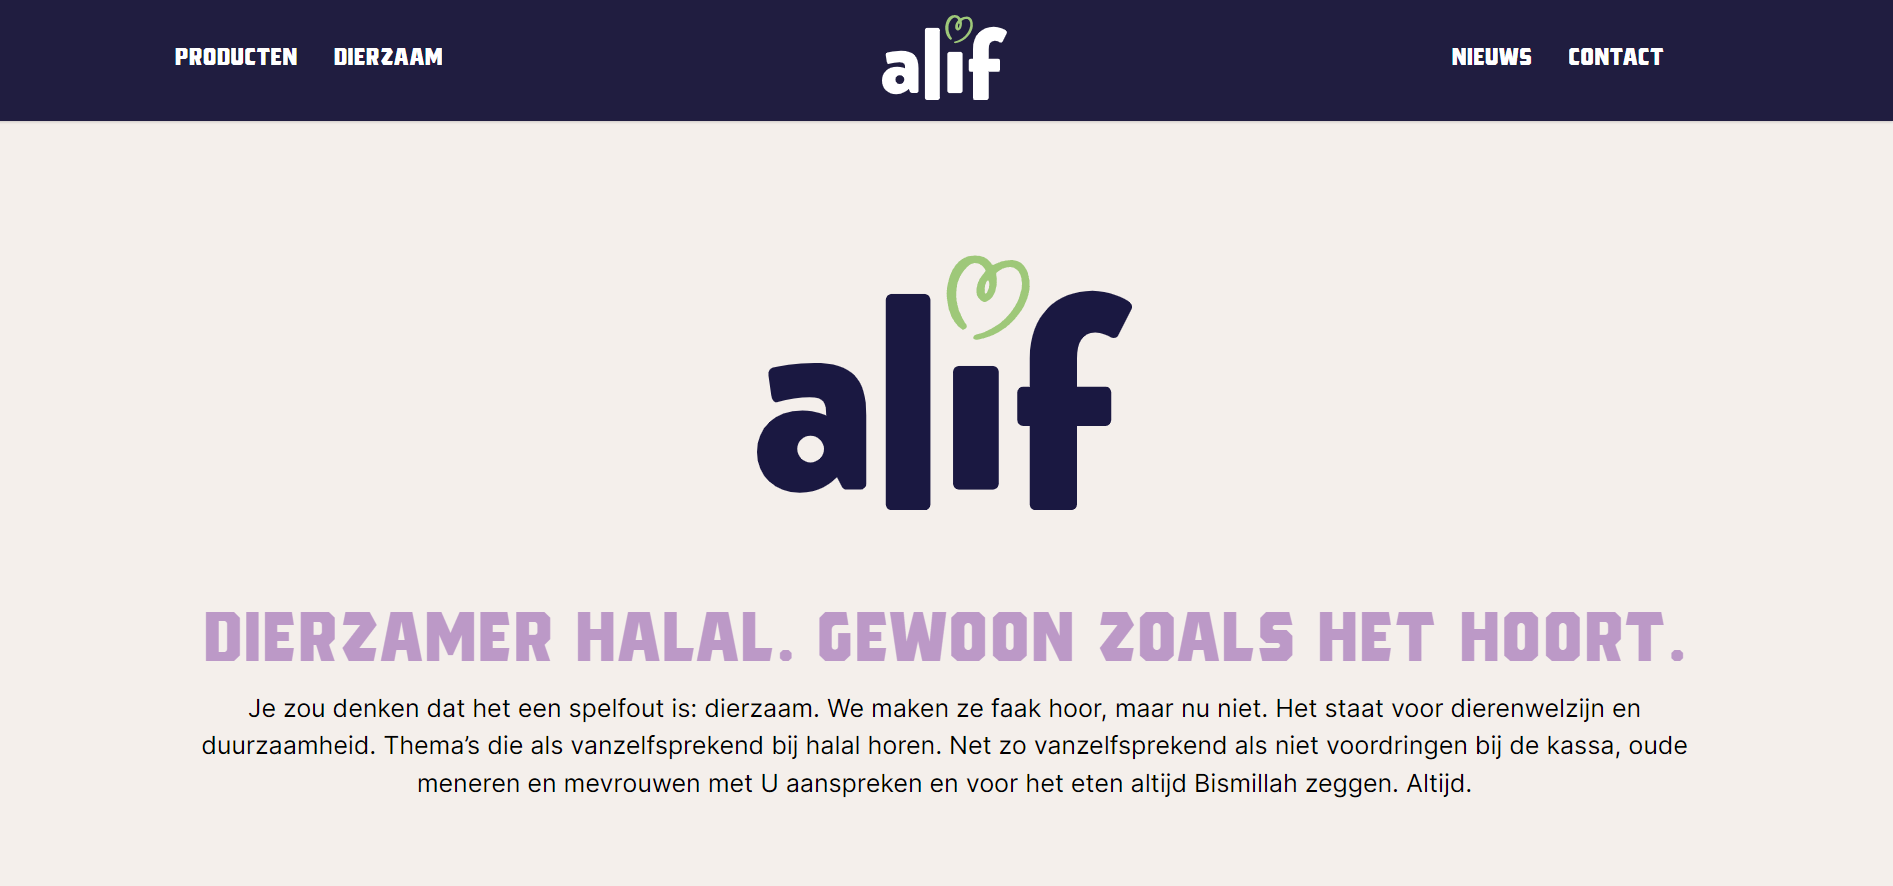 PRODUCTEN DIERZAAM alif NIEUWS CONTACT
alif
DIERZAMER HALAL. GEWOON ZOALS HET HOORT.
Je zou denken dat het een spelfout is: dierzaam. We maken ze faak hoor, maar nu niet. Het staat voor dierenwelzijn en
duurzaamheid. Thema’s die als vanzelfsprekend bij halal horen. Net zo vanzelfsprekend als niet voordringen bij de kassa, oude
meneren en mevrouwen met U aanspreken en voor het eten altijd Bismillah zeggen. Altijd.